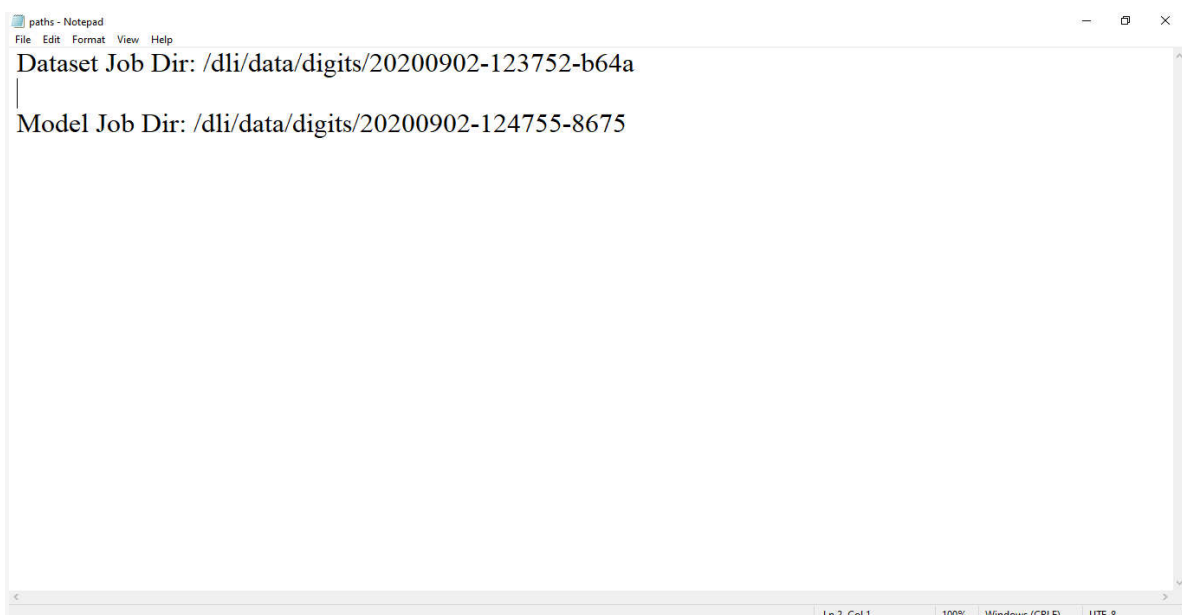 paths - Notepad
File Edit Format View Help
Dataset Job Dir: /dli/data/digits/20200902-123752-b64a
Model Job Dir: /dli/data/digits/20200902-124755-8675
Ln 2, Col 1 100% Windows (CRLF) UTF-8